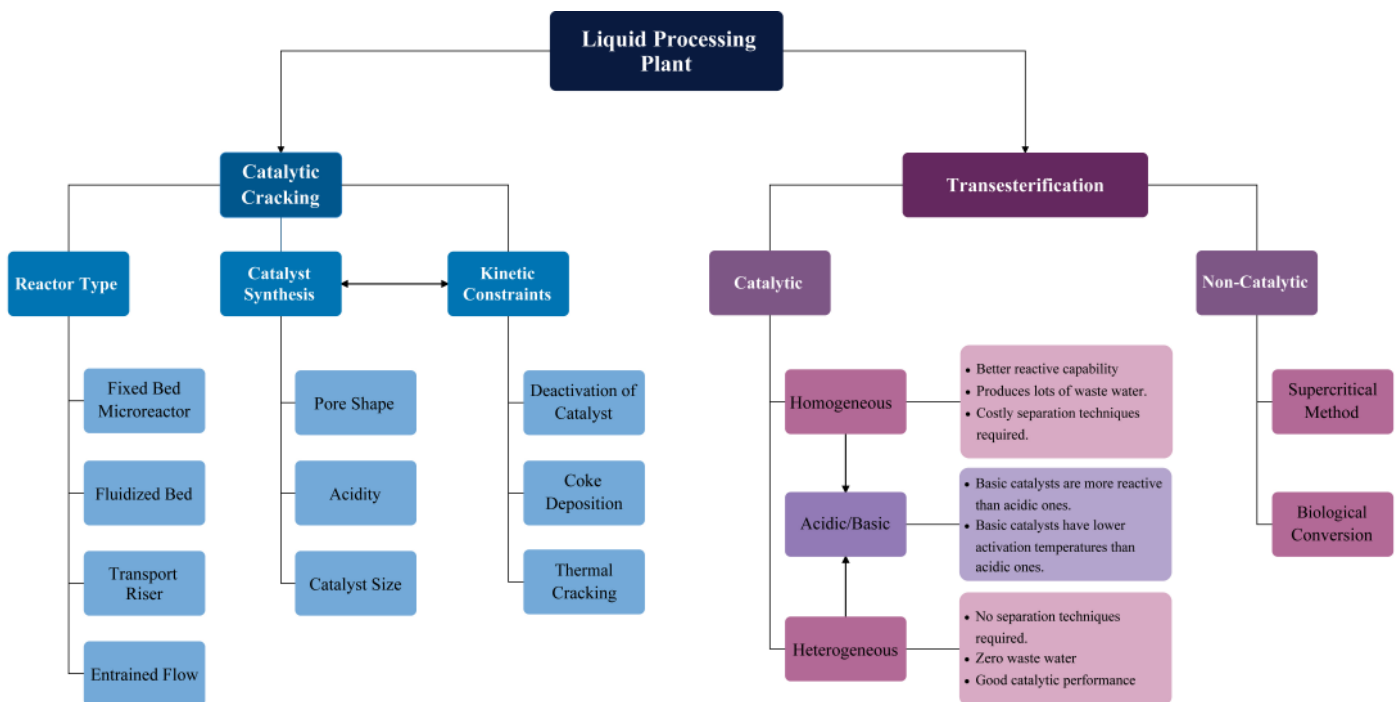 Liquid Processing
Plant
Catalytic
Cracking
Transesterification
Reactor Type
Catalyst
Synthesis
Kinetic
Constraints
Catalytic
Non-Catalytic
Fixed Bed
Microreactor
Fluidized Bed
Transport
Riser
Entrained Flow
Pore Shape
Acidity
Catalyst Size
Deactivation of
Catalyst
Coke
Deposition
Thermal
Cracking
Homogeneous
• Better reactive capability
• Produces lots of waste water.
• Costly separation techniques
required.
Acidic/Basic
• Basic catalysts are more reactive
than acidic ones.
• Basic catalysts have lower
activation temperatures than
acidic ones.
Heterogeneous
• No separation techniques
required.
• Zero waste water
• Good catalytic performance
Supercritical
Method
Biological
Conversion